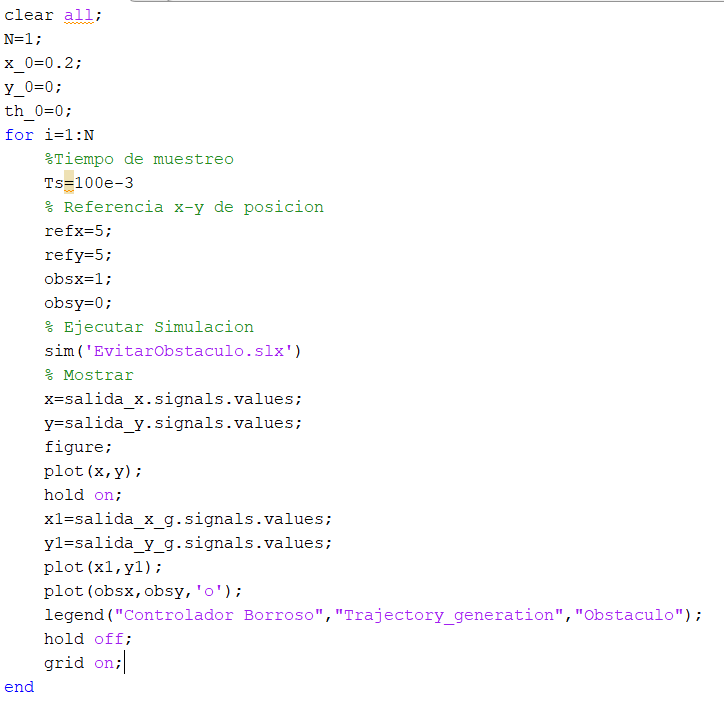 clear all;
N=1;
x_0=0.2;
y_0=0;
th_0=0;
for i=1:N
    %Tiempo de muestreo
    Ts=100e-3
    % Referencia x-y de posicion
    refx=5;
    refy=5;
    obsx=1;
    obsy=0;
    % Ejecutar Simulacion
    sim('EvitarObstaculo.slx')
    % Mostrar
    x=salida_x.signals.values;
    y=salida_y.signals.values;
    figure;
    plot(x,y);
    hold on;
    x1=salida_x_g.signals.values;
    y1=salida_y_g.signals.values;
    plot(x1,y1);
    plot(obsx,obsy,'o');
    legend("Controlador Borroso","Trajectory_generation","Obstaculo");
    hold off;
    grid on;
end